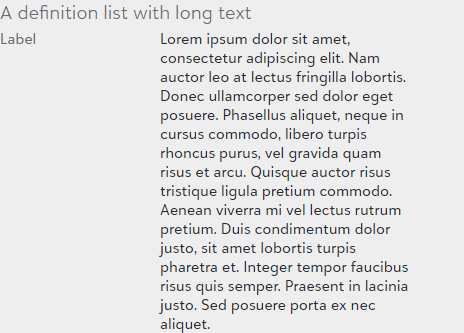 A definition list with long text
Label
Lorem ipsum dolor sit amet,
consectetur adipiscing elit. Nam
auctor leo at lectus fringilla lobortis.
Donec ullamcorper sed dolor eget
posuere. Phasellus aliquet, neque in
cursus commodo, libero turpis
rhoncus purus, vel gravida quam
risus et arcu. Quisque auctor risus
tristique ligula pretium commodo.
Aenean viverra mi vel lectus rutrum
pretium. Duis condimentum dolor
justo, sit amet lobortis turpis
pharetra et. Integer tempor faucibus
risus quis semper. Praesent in lacinia
justo. Sed posuere porta ex nec
aliquet.